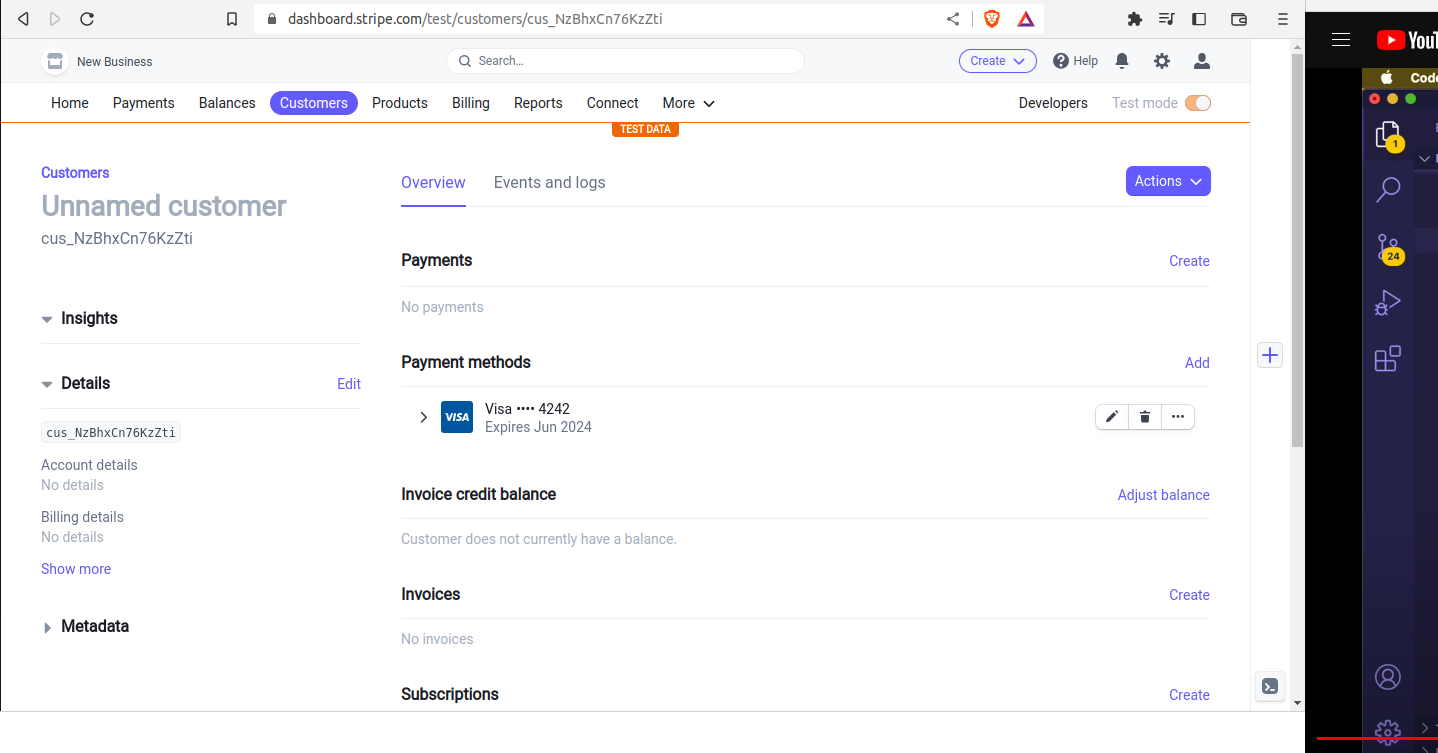 dashboard.stripe.com/test/customers/cus_NzBhxCn76KzZti
New Business
Search...
Create
Help
Home Payments Balances Customers Products Billing Reports Connect More Developers Test mode
TEST DATA
Customers
Unnamed customer
cus_NzBhxCn76KzZti
Insights
Details Edit
cus_NzBhxCn76KzZti
Account details
No details
Billing details
No details
Show more
Metadata
Overview Events and logs Actions
Payments Create
No payments
Payment methods Add
VISA
Visa •••• 4242
Expires Jun 2024
Invoice credit balance Adjust balance
Customer does not currently have a balance.
Invoices Create
No invoices
Subscriptions Create
1
24